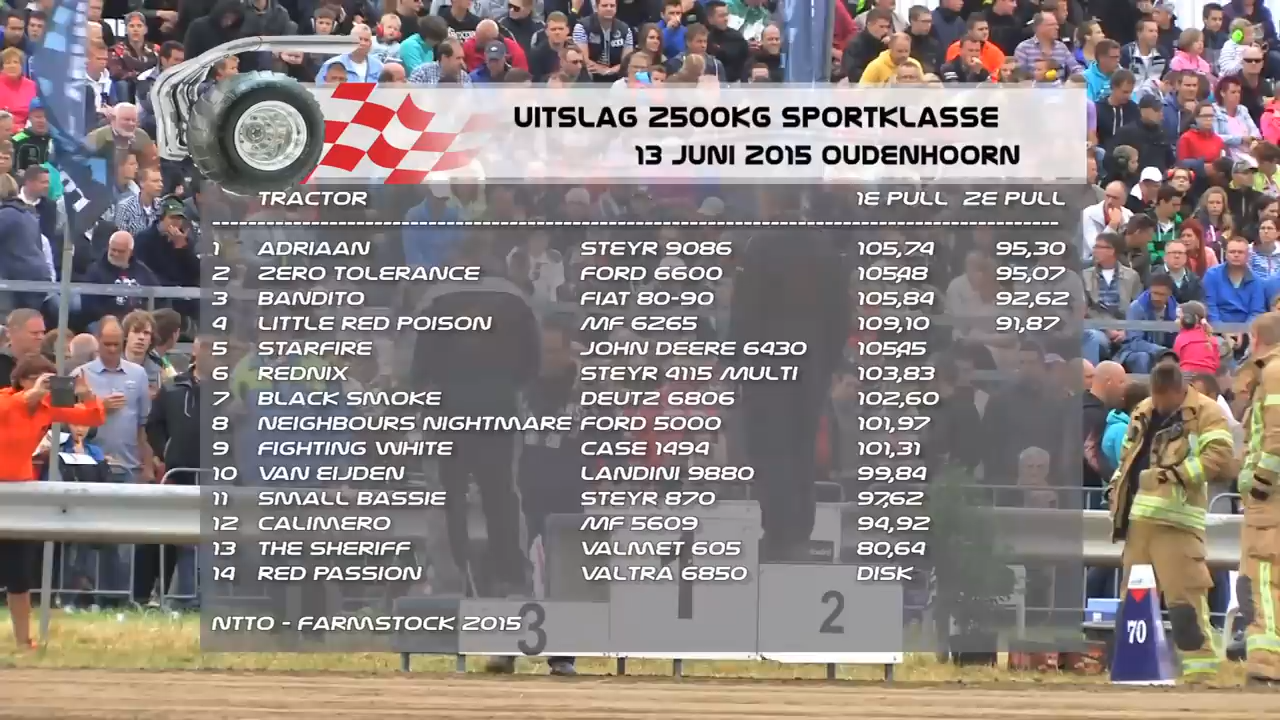 UITSLAG 2500KG SPORTKLASSE
13 JUNI 2015 OUDENHOORN
TRACTOR 1E PULL 2E PULL
1 ADRIAAN STEYR 9086 105,74 95,30
2 ZERO TOLERANCE FORD 6600 105,48 95,07
3 BANDITO FIAT 80-90 105,84 92,62
4 LITTLE RED POISON MF 6265 109,10 91,87
5 STARFIRE JOHN DEERE 6430 105,45
6 REDNIX STEYR 4115 MULTI 103,83
7 BLACK SMOKE DEUTZ 6806 102,60
8 NEIGHBOURS NIGHTMARE FORD 5000 101,97
9 FIGHTING WHITE CASE 1494 101,31
10 VAN EIJDEN LANDINI 9880 99,84
11 SMALL BASSIE STEYR 870 97,62
12 CALIMERO MF 5609 94,92
13 THE SHERIFF VALMET 605 80,64
14 RED PASSION VALTRA 6850 DISK
NTTO - FARMSTOCK 2015
3 1 2
70